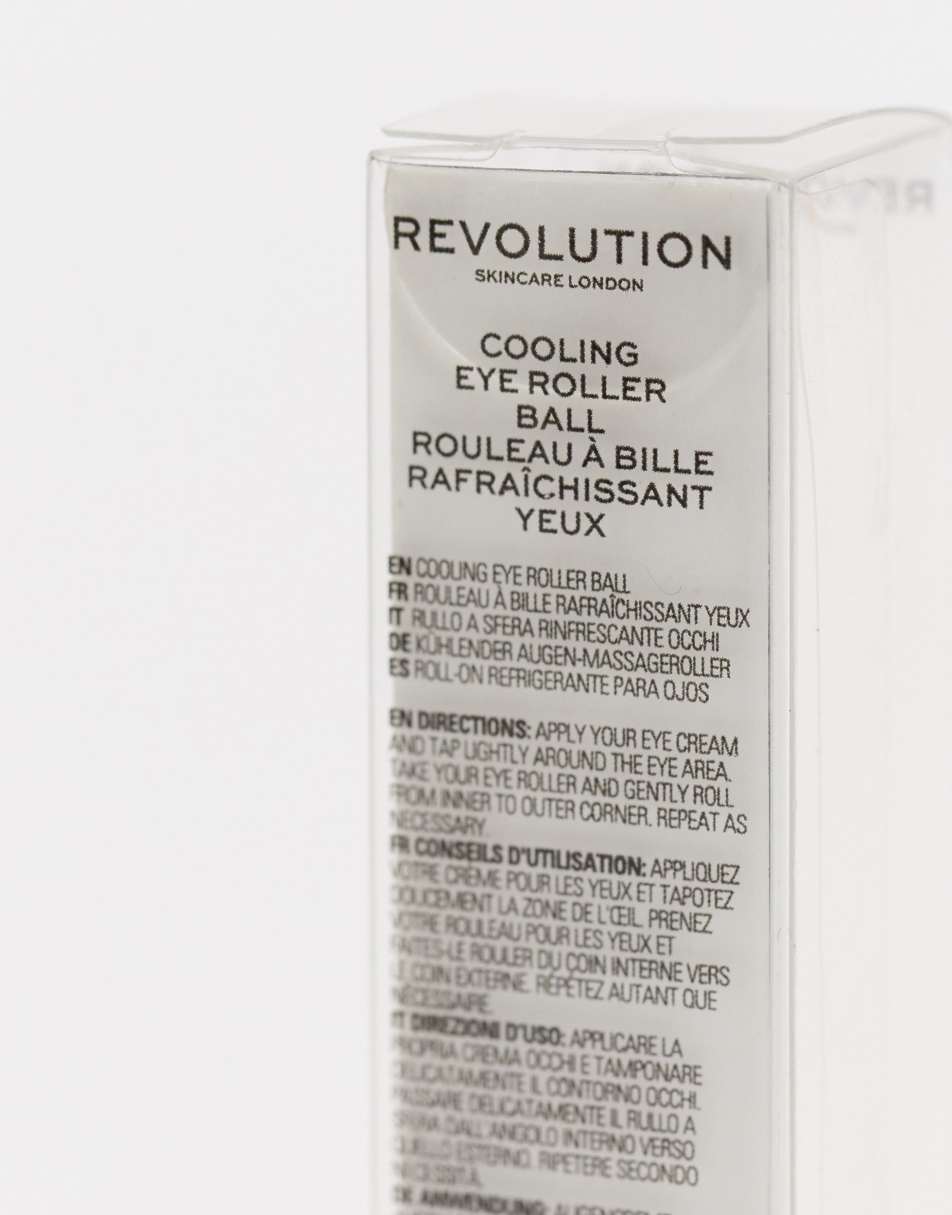 REVOLUTION
SKINCARE LONDON
COOLING
EYE ROLLER
BALL
ROULEAU À BILLE
RAFRAÎCHISSANT
YEUX
EN COOLING EYE ROLLER BALL
FR ROULEAU À BILLE RAFRAÎCHISSANT YEUX
IT RULLO A SFERA RINFRESCANTE OCCHI
DE KÜHLENDER AUGEN-MASSAGEROLLER
ES ROLL-ON REFRIGERANTE PARA OJOS
EN DIRECTIONS: APPLY YOUR EYE CREAM
AND TAP LIGHTLY AROUND THE EYE AREA.
TAKE YOUR EYE ROLLER AND GENTLY ROLL
FROM INNER TO OUTER CORNER. REPEAT AS
NECESSARY.
FR CONSEILS D'UTILISATION: APPLIQUEZ
VOTRE CRÈME POUR LES YEUX ET TAPOTEZ
DOUCEMENT LA ZONE DE L'ŒIL. PRENEZ
VOTRE ROULEAU POUR LES YEUX ET
FAITES-LE ROULER DU COIN INTERNE VERS
LE COIN EXTERNE. RÉPÉTEZ AUTANT QUE
NÉCESSAIRE.
IT DIREZIONI D'USO: APPLICARE LA
PROPRIA CREMA OCCHI E TAMPONARE
DELICATAMENTE IL CONTORNO OCCHI.
PASSARE DELICATAMENTE IL RULLO A
SFERA DALL'ANGOLO INTERNO VERSO
QUELLO ESTERNO. RIPETERE SECONDO
NECESSITÀ.
DE ANWENDUNG: